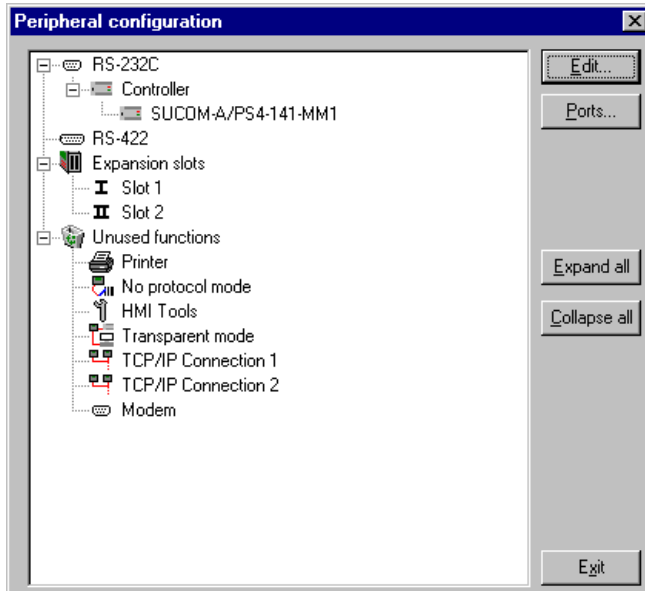 Peripheral configuration
RS-232C
Controller
SUCOM-A/PS4-141-MM1
RS-422
Expansion slots
I Slot 1
II Slot 2
Unused functions
Printer
No protocol mode
HMI Tools
Transparent mode
TCP/IP Connection 1
TCP/IP Connection 2
Modem
Edit...
Ports...
Expand all
Collapse all
Exit